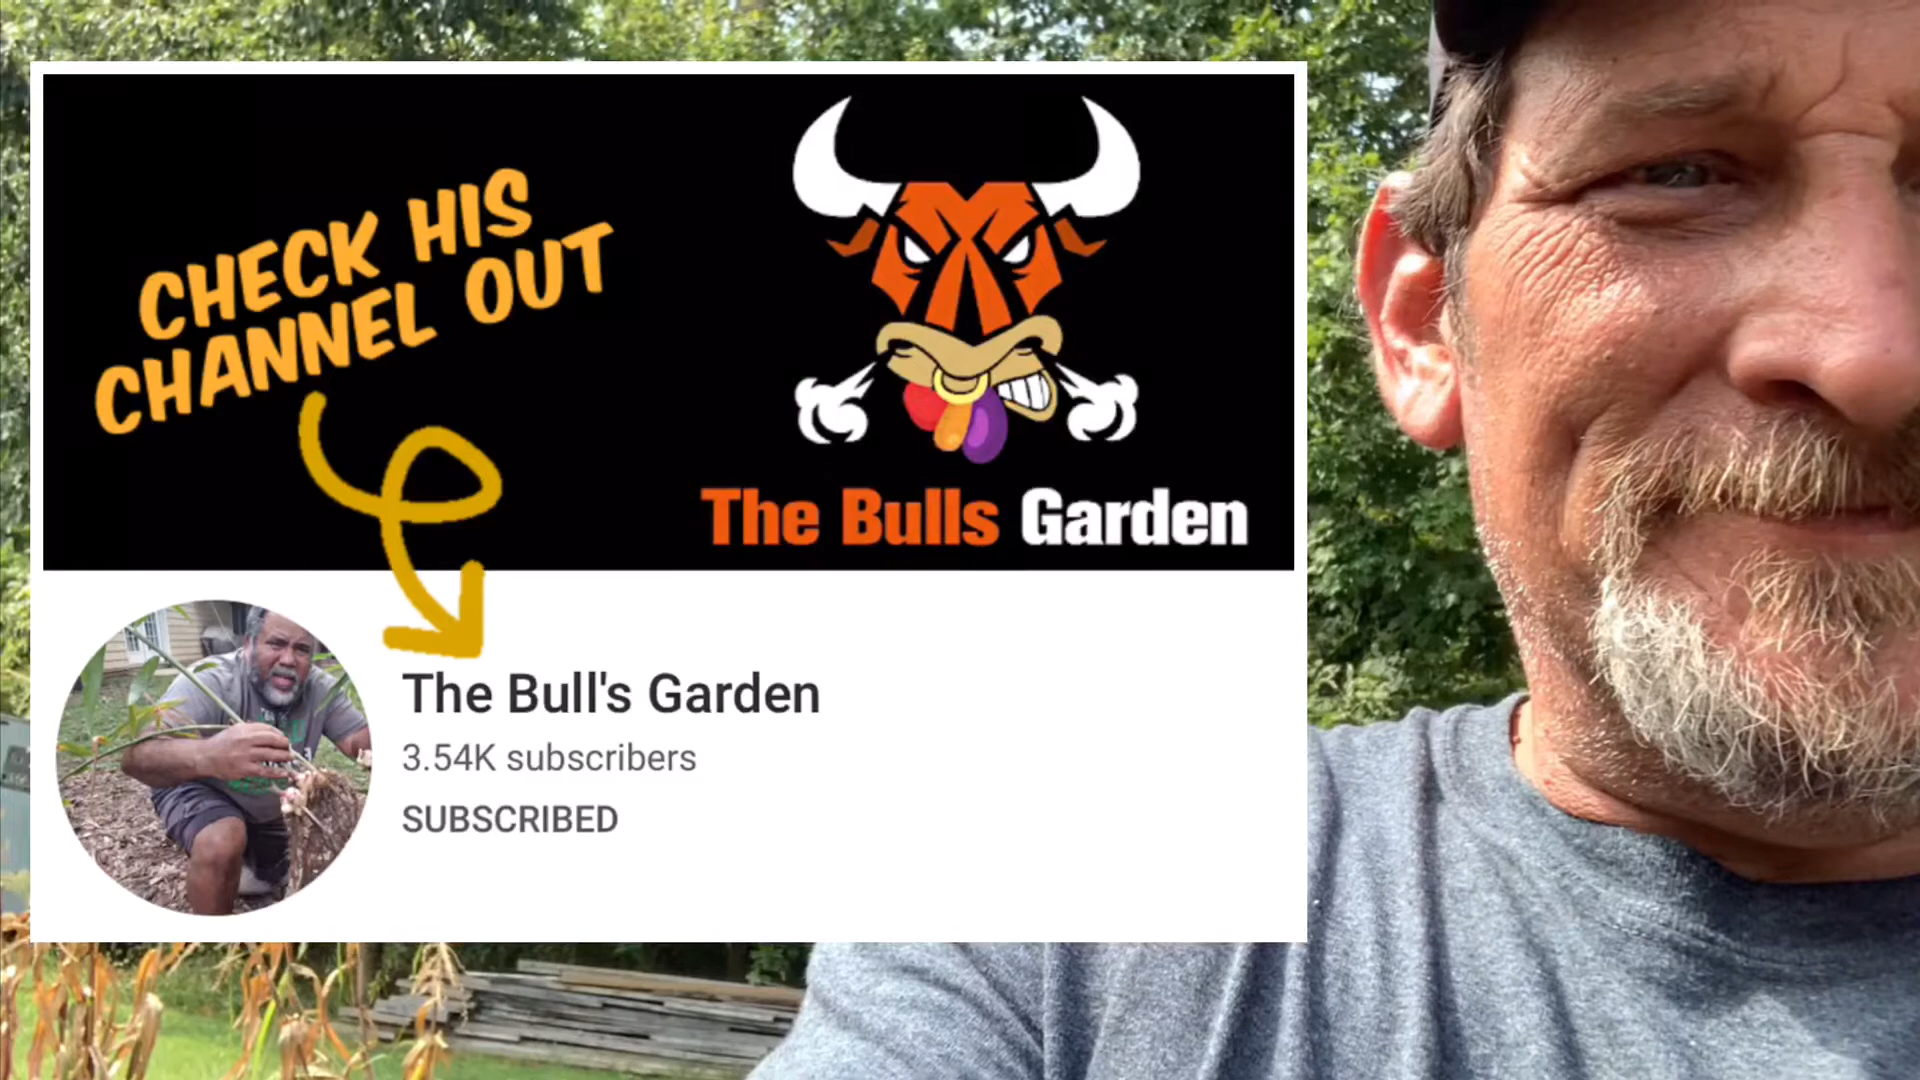 CHECK HIS
CHANNEL OUT
The Bulls Garden
The Bull's Garden
3.54K subscribers
SUBSCRIBED